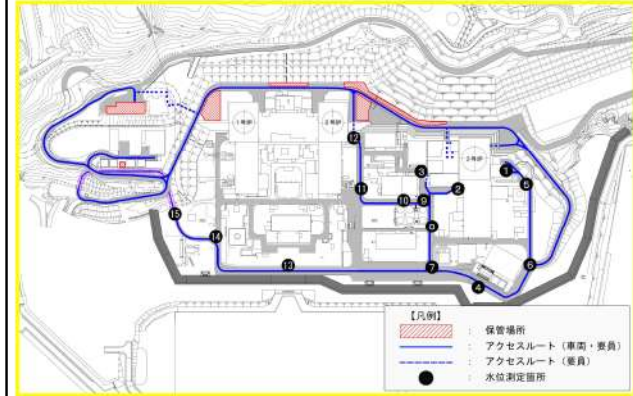 1号炉
2号炉
3号炉
12
3
1
2
5
11
10
9
15
14
13
7
6
4
【凡例】
: 保管場所
: アクセスルート（車両・要員）
: アクセスルート（要員）
: 水位測定箇所